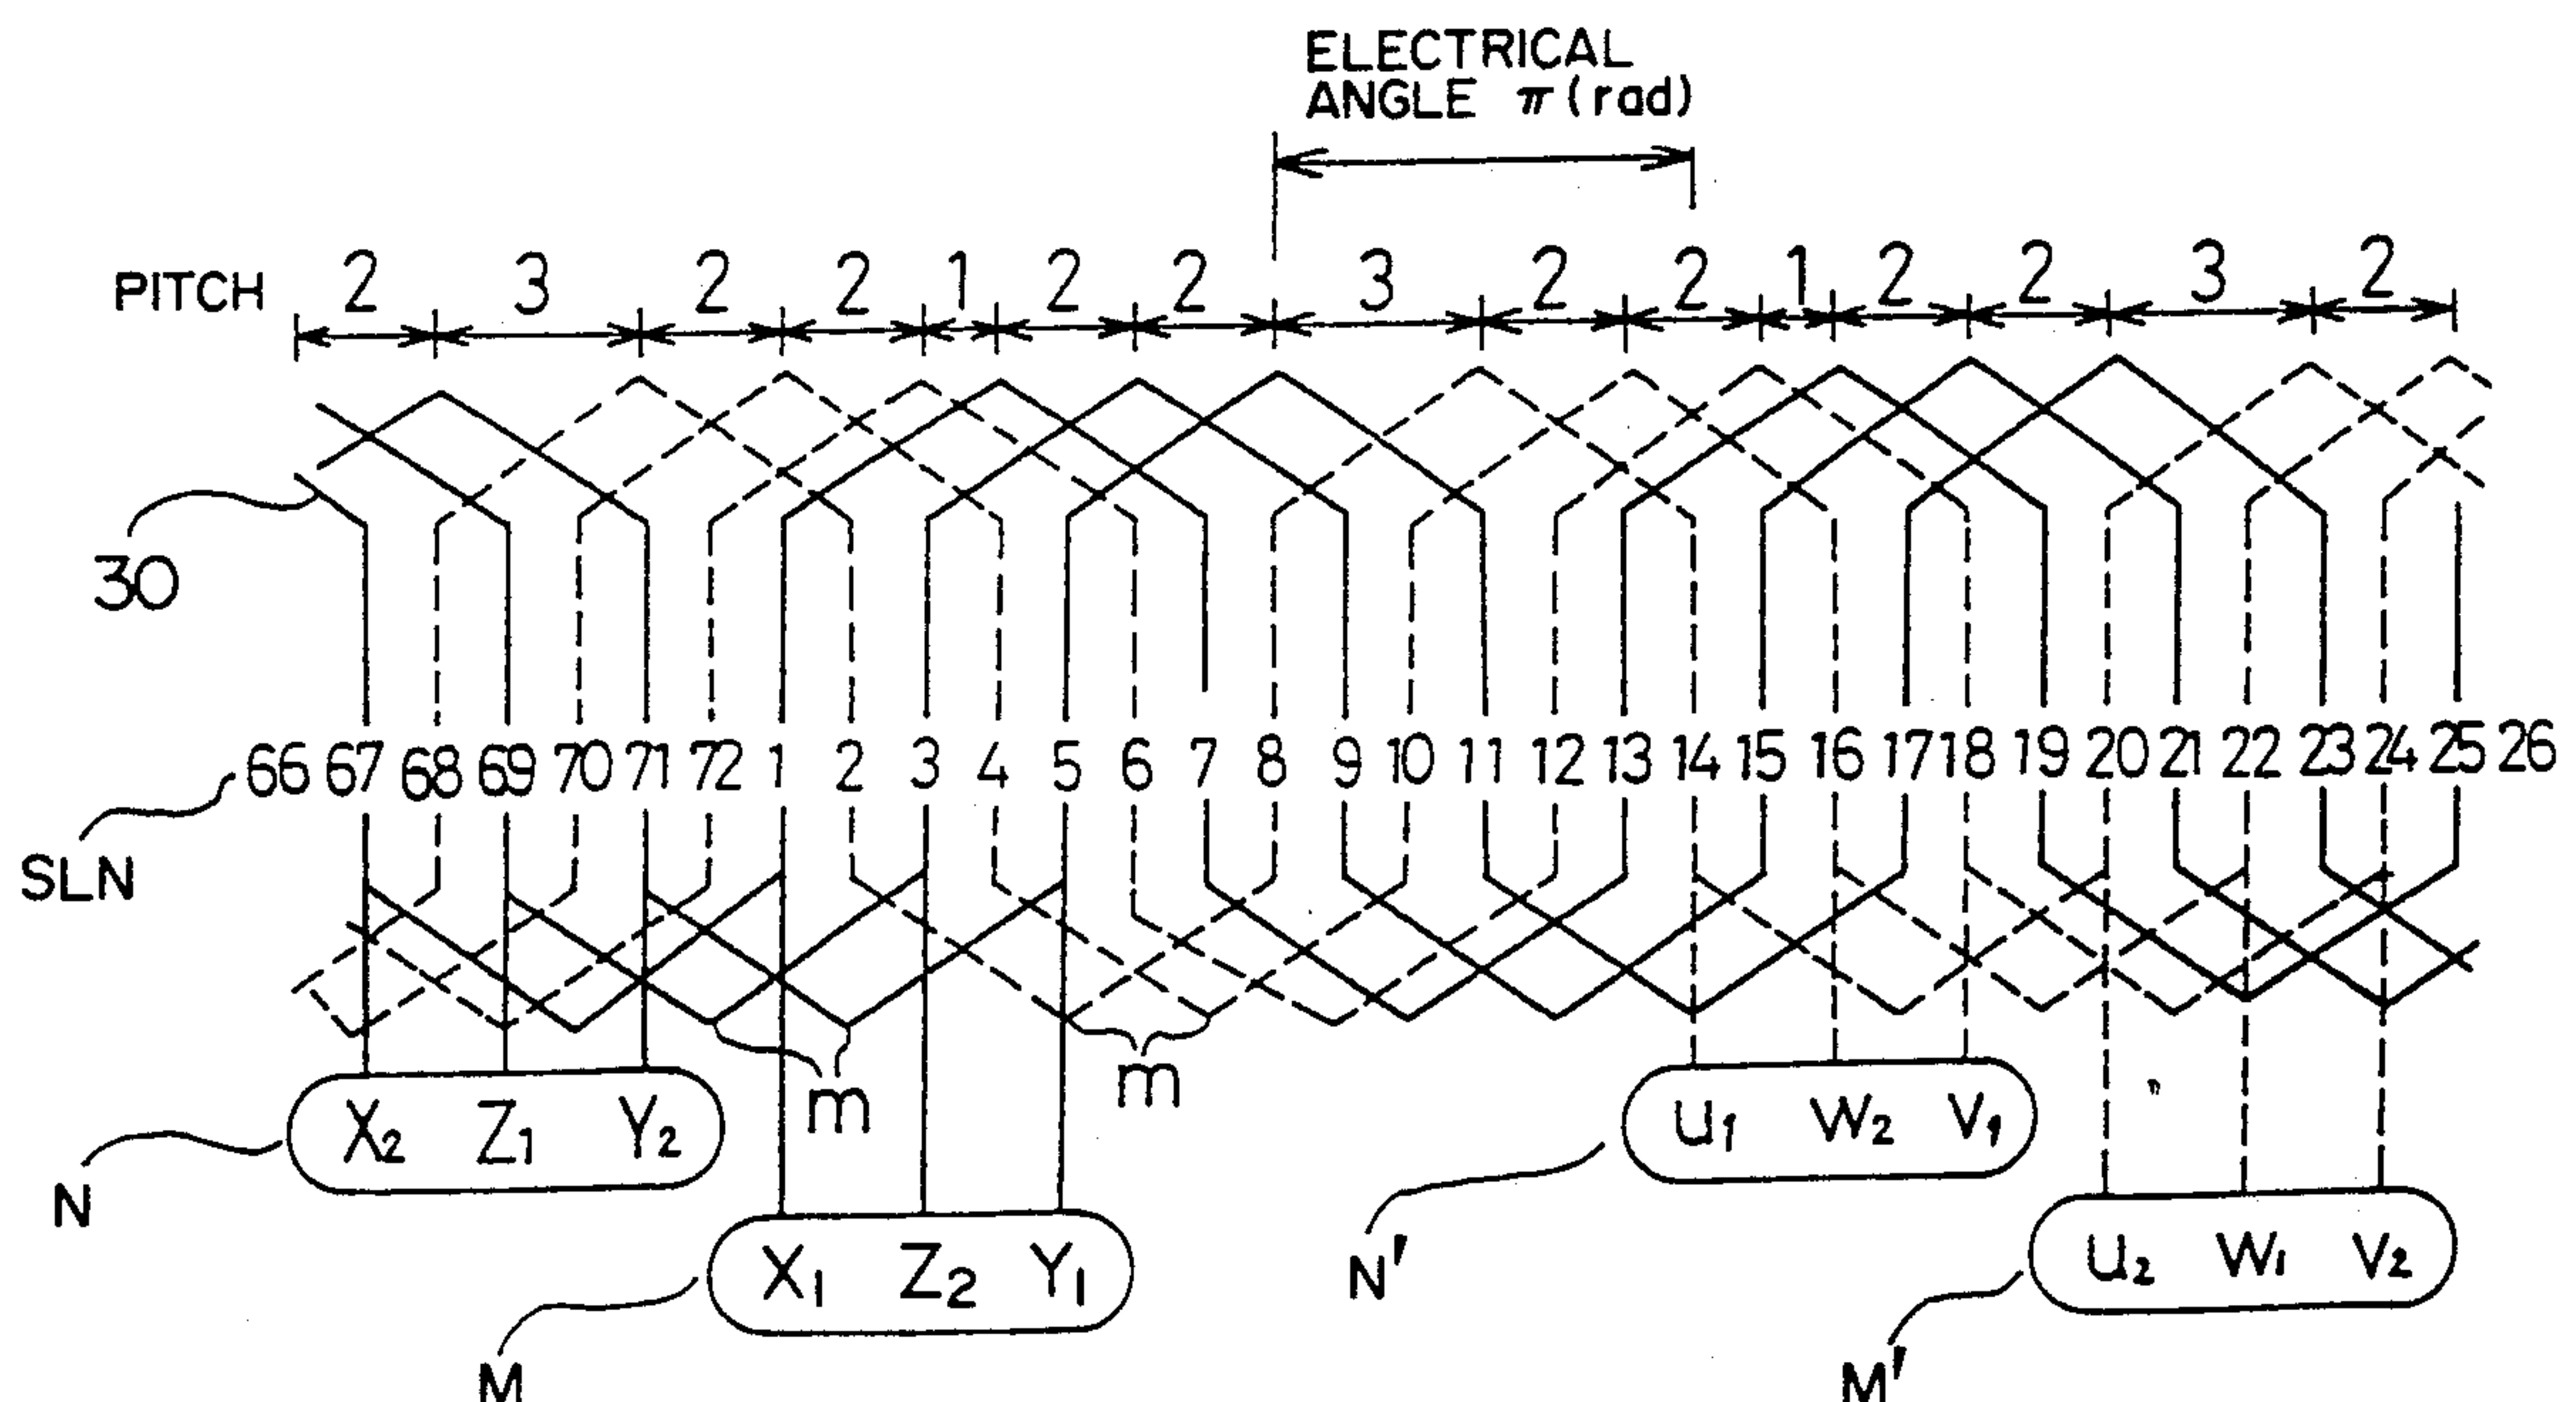 ELECTRICAL
ANGLE π (rad)
PITCH 2 3 2 2 1 2 2 3 2 2 1 2 2 3 2
30
66 67 68 69 70 71 72 1 2 3 4 5 6 7 8 9 10 11 12 13 14 15 16 17 18 19 20 21 22 23 24 25 26
SLN
m m
X2 Z1 Y2
U1 W2 V1
N
X1 Z2 Y1
N'
U2 W1 V2
M
M'